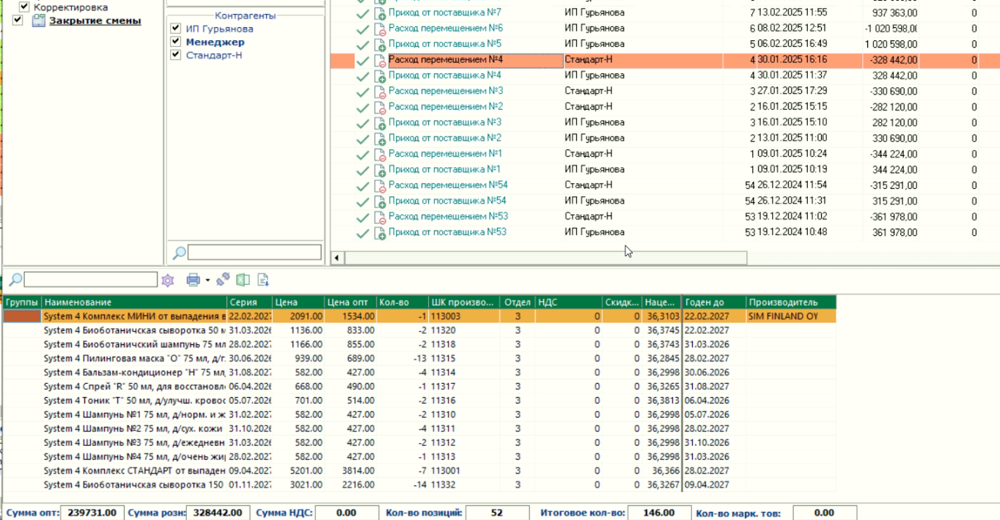 Корректировка
Закрытие смены
Контрагенты
ИП Гурьянова
Менеджер
Стандарт-Н
Приход от поставщика №7 ИП Гурьянова 7 13.02.2025 11:55 937 363,00 0
Расход перемещением №6 ИП Гурьянова 6 08.02.2025 12:51 -1 020 598,0( 0
Приход от поставщика №5 ИП Гурьянова 5 06.02.2025 16:49 1 020 598,00 0
Расход перемещением №4 Стандарт-Н 4 30.01.2025 16:16 -328 442,00 0
Приход от поставщика №4 ИП Гурьянова 4 30.01.2025 11:37 328 442,00 0
Расход перемещением №3 Стандарт-Н 3 27.01.2025 17:29 -330 690,00 0
Расход перемещением №2 Стандарт-Н 2 16.01.2025 15:15 -282 120,00 0
Приход от поставщика №3 ИП Гурьянова 3 16.01.2025 15:10 282 120,00 0
Приход от поставщика №2 ИП Гурьянова 2 13.01.2025 11:00 330 690,00 0
Расход перемещением №1 Стандарт-Н 1 09.01.2025 10:24 -344 224,00 0
Приход от поставщика №1 ИП Гурьянова 1 09.01.2025 10:19 344 224,00 0
Расход перемещением №54 Стандарт-Н 54 26.12.2024 11:54 -315 291,00 0
Приход от поставщика №54 ИП Гурьянова 54 26.12.2024 11:31 315 291,00 0
Расход перемещением №53 Стандарт-Н 53 19.12.2024 11:02 -361 978,00 0
Приход от поставщика №53 ИП Гурьянова 53 19.12.2024 10:48 361 978,00 0
Группы Наименование Серия Цена Цена опт Кол-во ШК произво... Отдел НДС Скидк... Наце... Годен до Производитель
System 4 Комплекс МИНИ от выпадения в 22.02.2027 2091.00 1534.00 -1 113003 3 0 0 36,3103 22.02.2027 SIM FINLAND OY
System 4 Биоботаничская сыворотка 50 м 31.03.2026 1136.00 833.00 -2 11320 3 0 0 36,3745 22.02.2027
System 4 Биоботаничский шампунь 75 мл 28.02.2027 1166.00 855.00 -2 11318 3 0 0 36,3743 31.03.2026
System 4 Пилинговая маска "О" 75 мл, д/г. 30.06.2026 939.00 689.00 -13 11315 3 0 0 36,2845 28.02.2027
System 4 Бальзам-кондиционер "Н" 75 мл, 31.08.2027 582.00 427.00 -4 11314 3 0 0 36,2998 30.06.2026
System 4 Спрей "R" 50 мл, для восстановл 06.04.2026 668.00 490.00 -1 11317 3 0 0 36,3265 31.08.2027
System 4 Тоник "Т" 50 мл, д/улучш. кровос 05.07.2026 701.00 514.00 -2 11316 3 0 0 36,3813 06.04.2026
System 4 Шампунь №1 75 мл, д/норм. и ж 31.02.2027 582.00 427.00 -2 11310 3 0 0 36,2998 05.07.2026
System 4 Шампунь №2 75 мл, д/сух. кожи 31.10.2026 582.00 427.00 -4 11311 3 0 0 36,2998 28.02.2027
System 4 Шампунь №3 75 мл, д/ежедневн 31.03.2026 582.00 427.00 -2 11312 3 0 0 36,2998 31.10.2026
System 4 Шампунь №4 75 мл, д/очень жи 28.02.2027 582.00 427.00 -1 11313 3 0 0 36,2998 31.03.2026
System 4 Комплекс СТАНДАРТ от выпаден 09.04.2027 5201.00 3814.00 -7 113001 3 0 0 36,366 28.02.2027
System 4 Биоботаничская сыворотка 150 01.11.2027 3021.00 2216.00 -14 11332 3 0 0 36,3267 09.04.2027
Сумма опт: 239731.00 Сумма розн: 328442.00 Сумма НДС: 0.00 Кол-во позиций: 52 Итоговое кол-во: 146.00 Кол-во марк. тов: 0.00